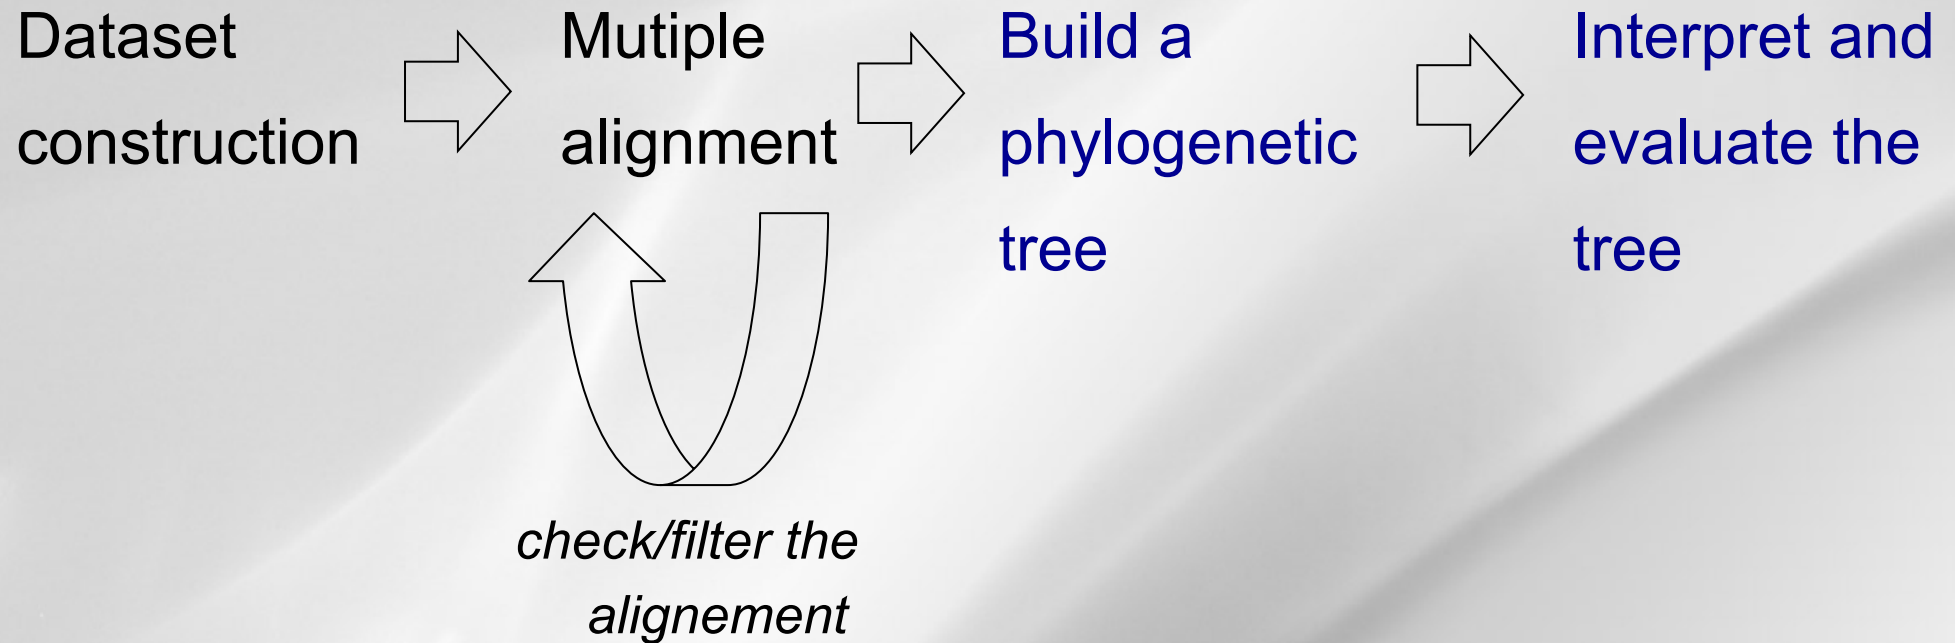 Dataset
construction
Mutiple
alignment
Build a
phylogenetic
tree
Interpret and
evaluate the
tree
check/filter the
alignement